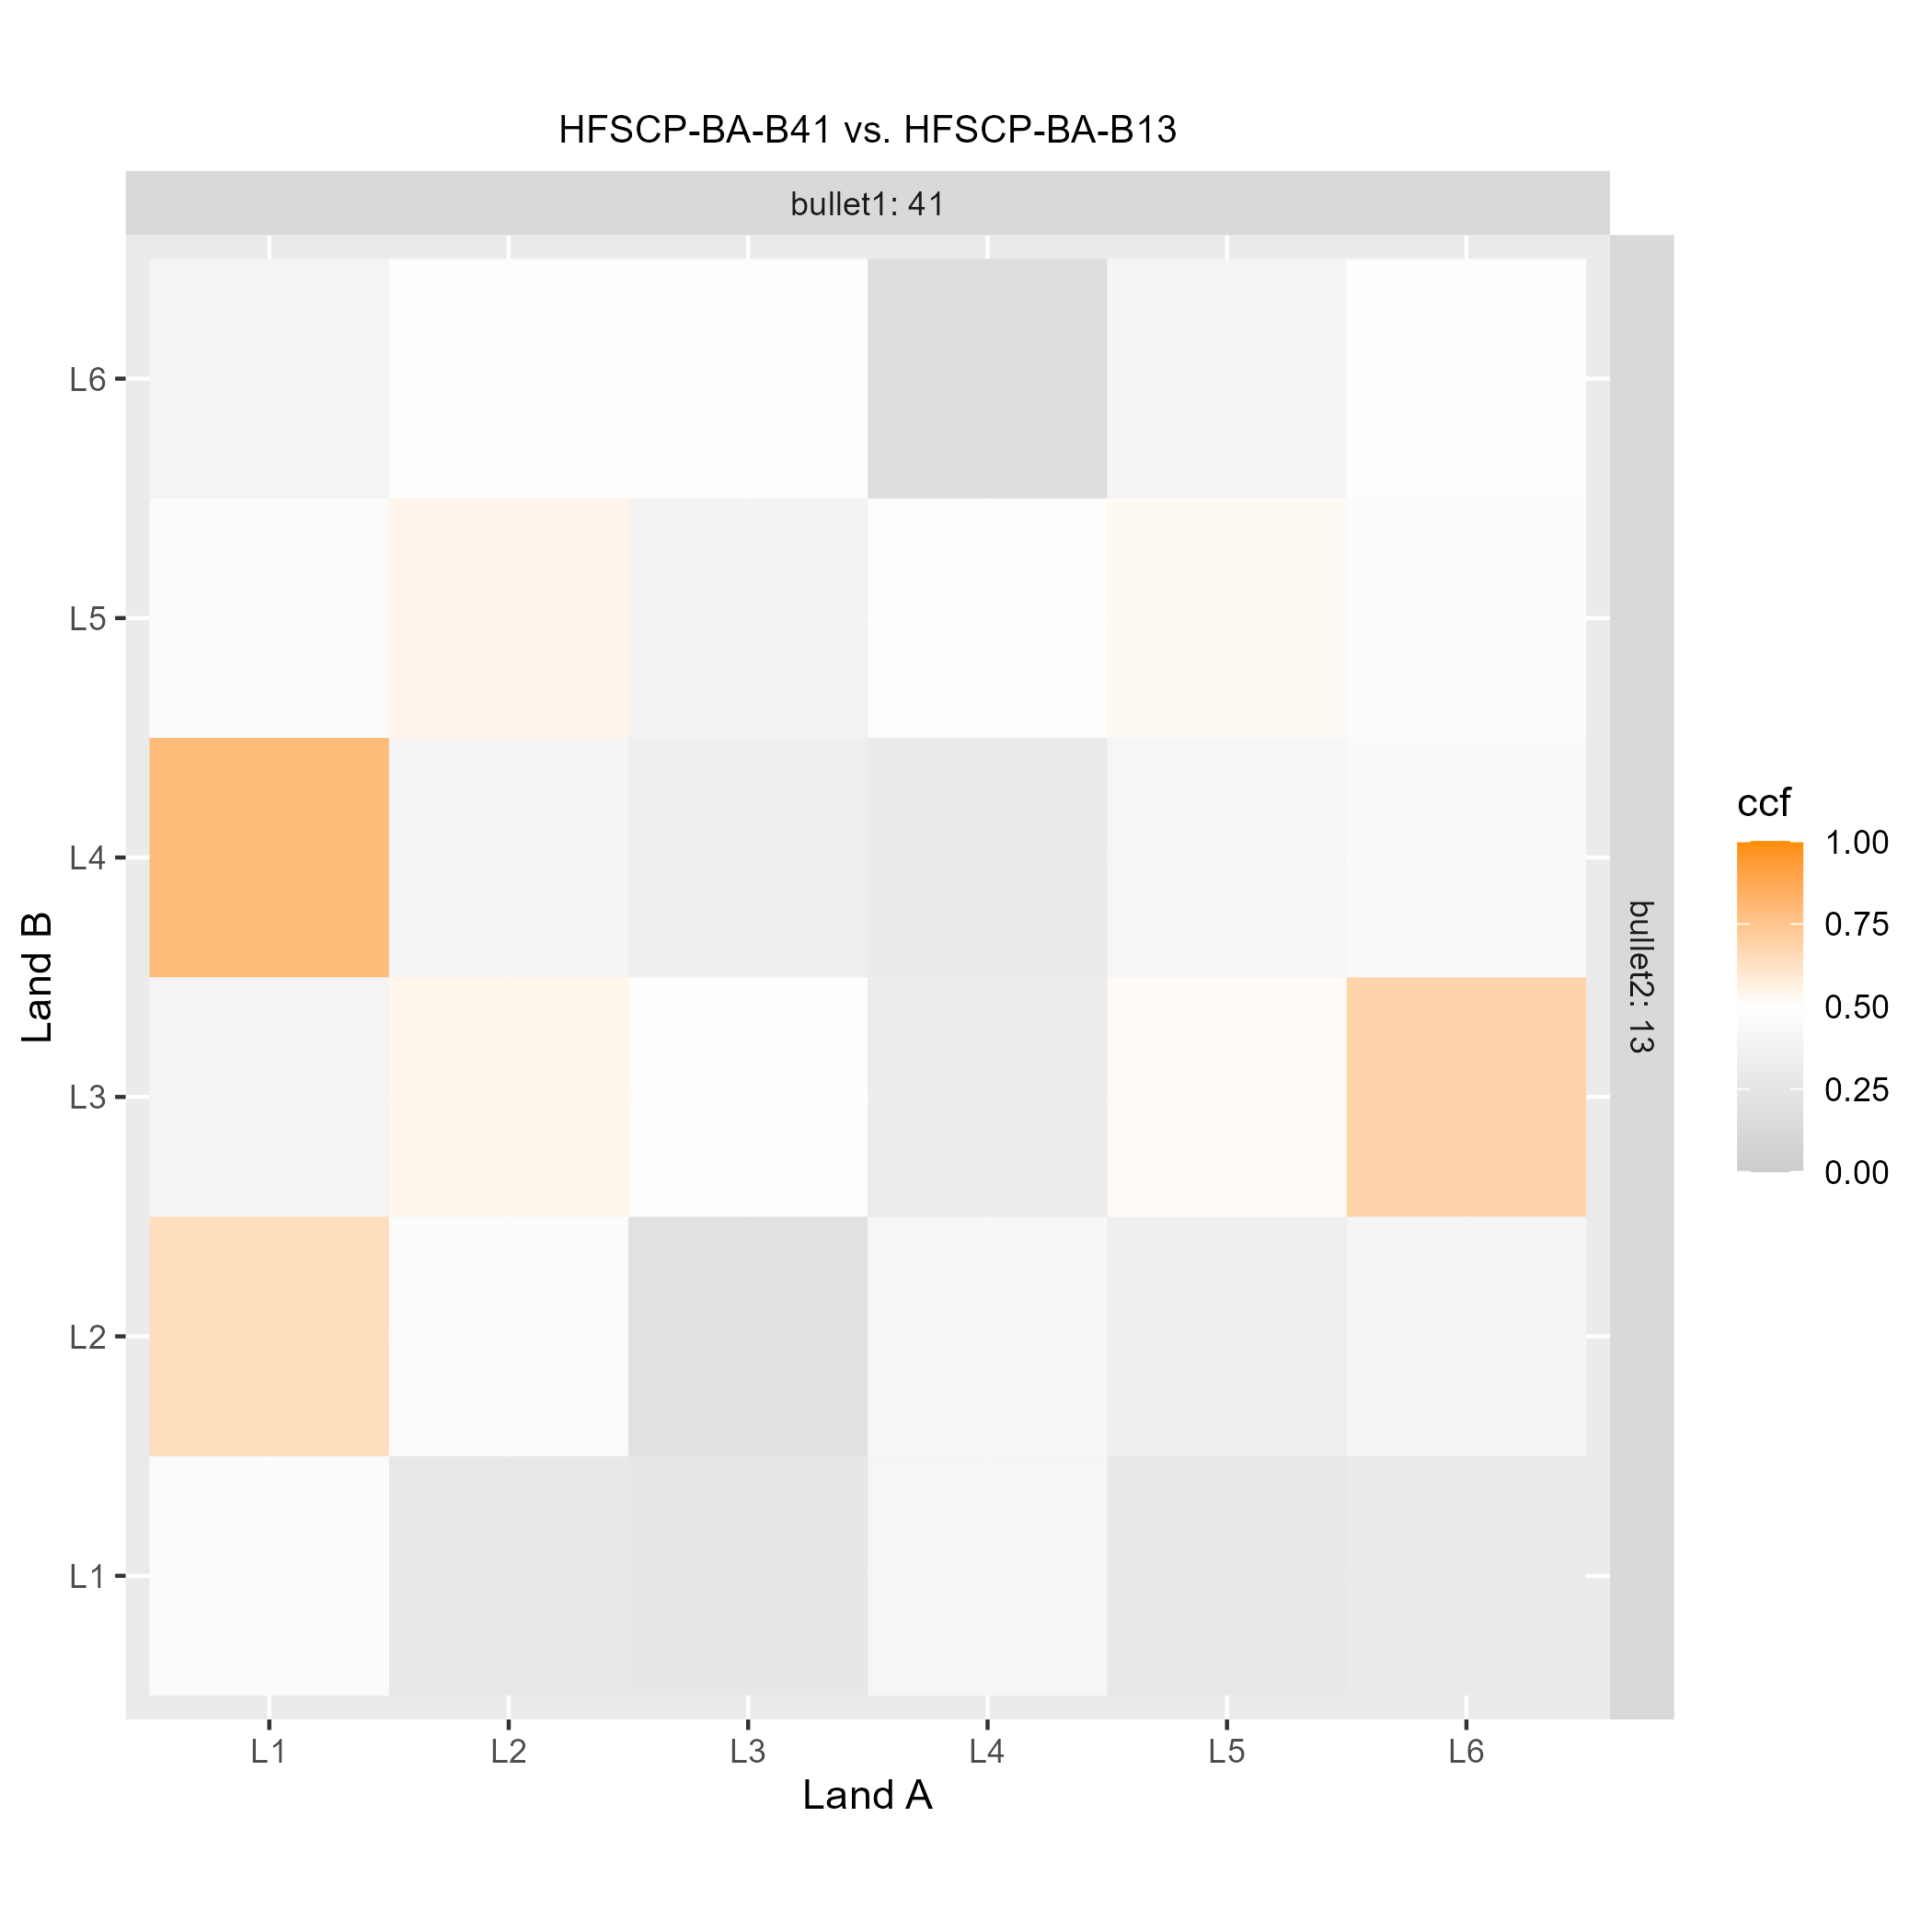 HFSCP-BA-B41 vs. HFSCP-BA-B13
bullet1: 41
L6
L5
L4
L3
L2
L1
Land B
L1 L2 L3 L4 L5 L6
Land A
bullet2: 13
ccf
1.00
0.75
0.50
0.25
0.00